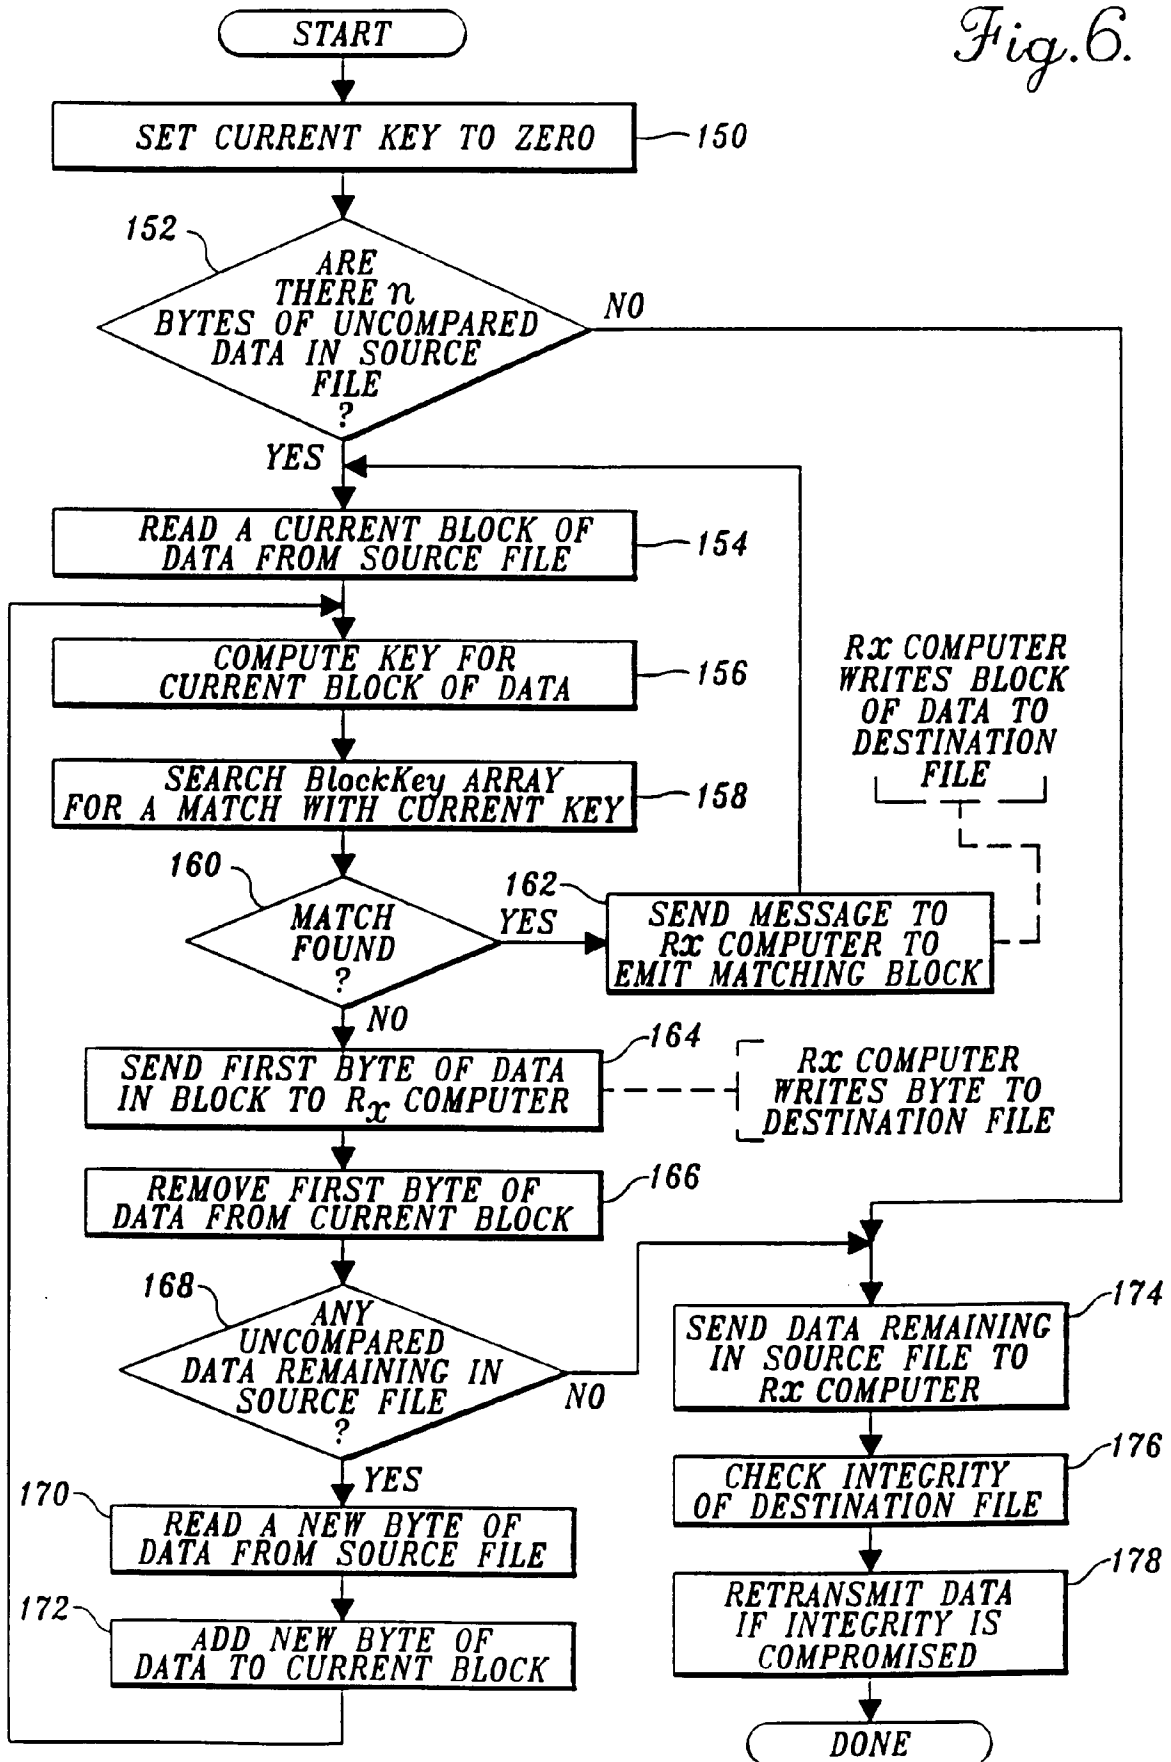 Fig.6.
START
SET CURRENT KEY TO ZERO
150
152
ARE
THERE n
BYTES OF UNCOMPARED
DATA IN SOURCE
FILE
?
NO
YES
READ A CURRENT BLOCK OF
DATA FROM SOURCE FILE
154
COMPUTE KEY FOR
CURRENT BLOCK OF DATA
156
RX COMPUTER
WRITES BLOCK
OF DATA TO
DESTINATION
FILE
SEARCH BlockKey ARRAY
FOR A MATCH WITH CURRENT KEY
158
160
MATCH
FOUND
?
YES
162
SEND MESSAGE TO
RX COMPUTER TO
EMIT MATCHING BLOCK
NO
164
SEND FIRST BYTE OF DATA
IN BLOCK TO Rx COMPUTER
RX COMPUTER
WRITES BYTE TO
DESTINATION FILE
REMOVE FIRST BYTE OF
DATA FROM CURRENT BLOCK
166
168
ANY
UNCOMPARED
DATA REMAINING IN
SOURCE FILE
?
NO
YES
170
READ A NEW BYTE OF
DATA FROM SOURCE FILE
172
ADD NEW BYTE OF
DATA TO CURRENT BLOCK
174
SEND DATA REMAINING
IN SOURCE FILE TO
RX COMPUTER
176
CHECK INTEGRITY
OF DESTINATION FILE
178
RETRANSMIT DATA
IF INTEGRITY IS
COMPROMISED
DONE